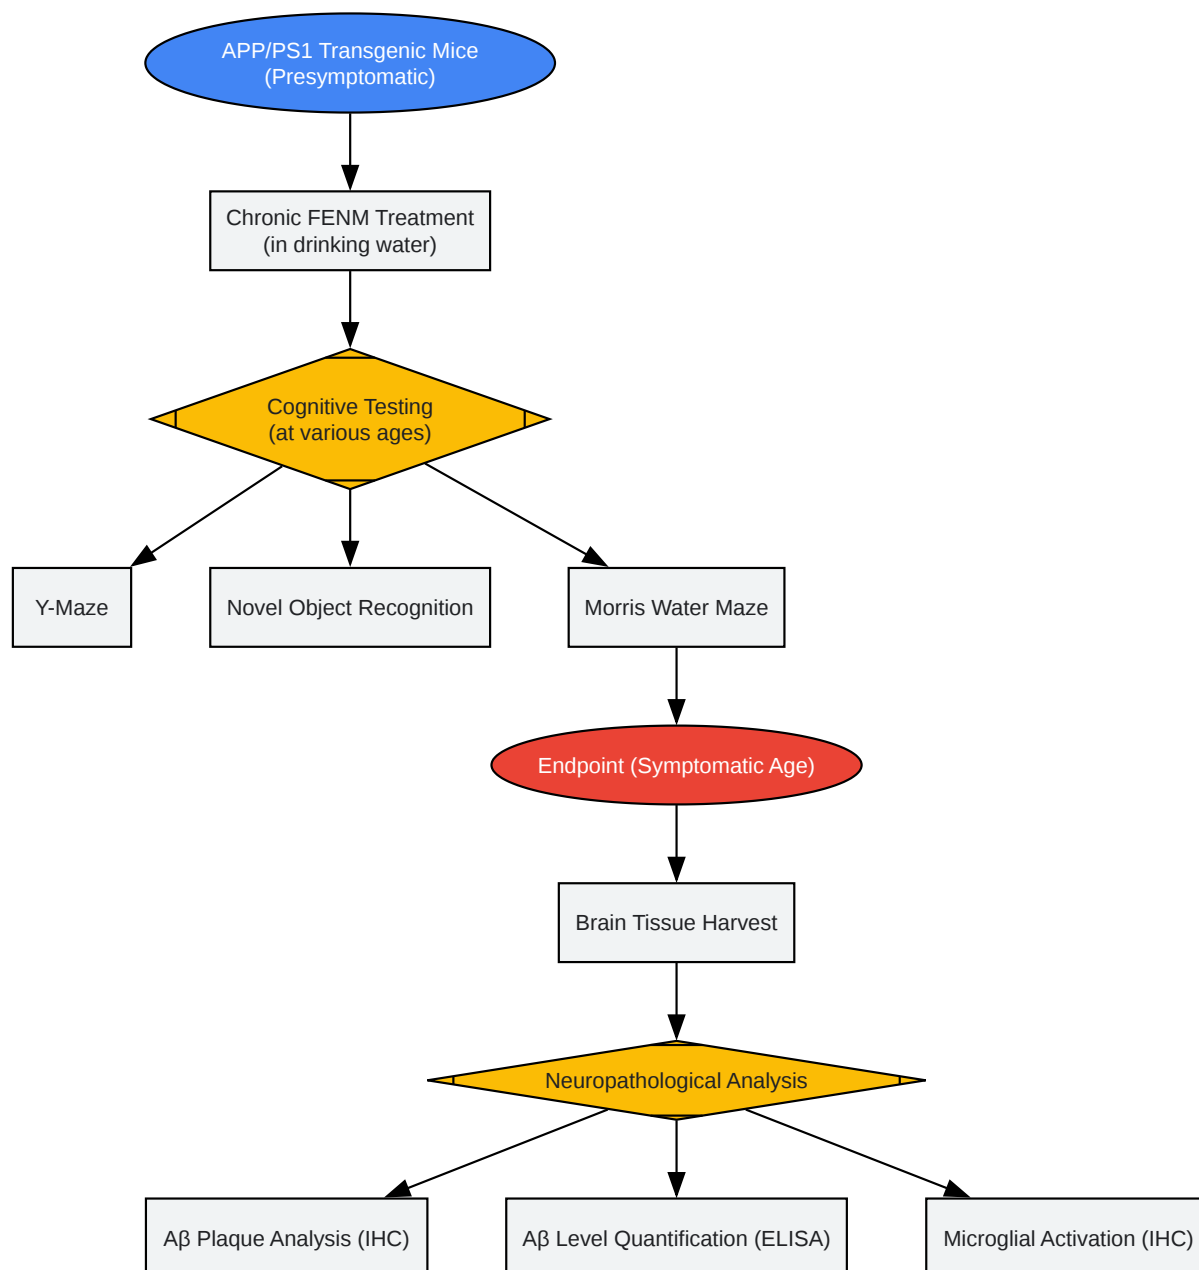 APP/PS1 Transgenic Mice
(Presymptomatic)
Chronic FENM Treatment
(in drinking water)
Cognitive Testing
(at various ages)
Y-Maze
Novel Object Recognition
Morris Water Maze
Endpoint (Symptomatic Age)
Brain Tissue Harvest
Neuropathological Analysis
Aβ Plaque Analysis (IHC)
Aβ Level Quantification (ELISA)
Microglial Activation (IHC)